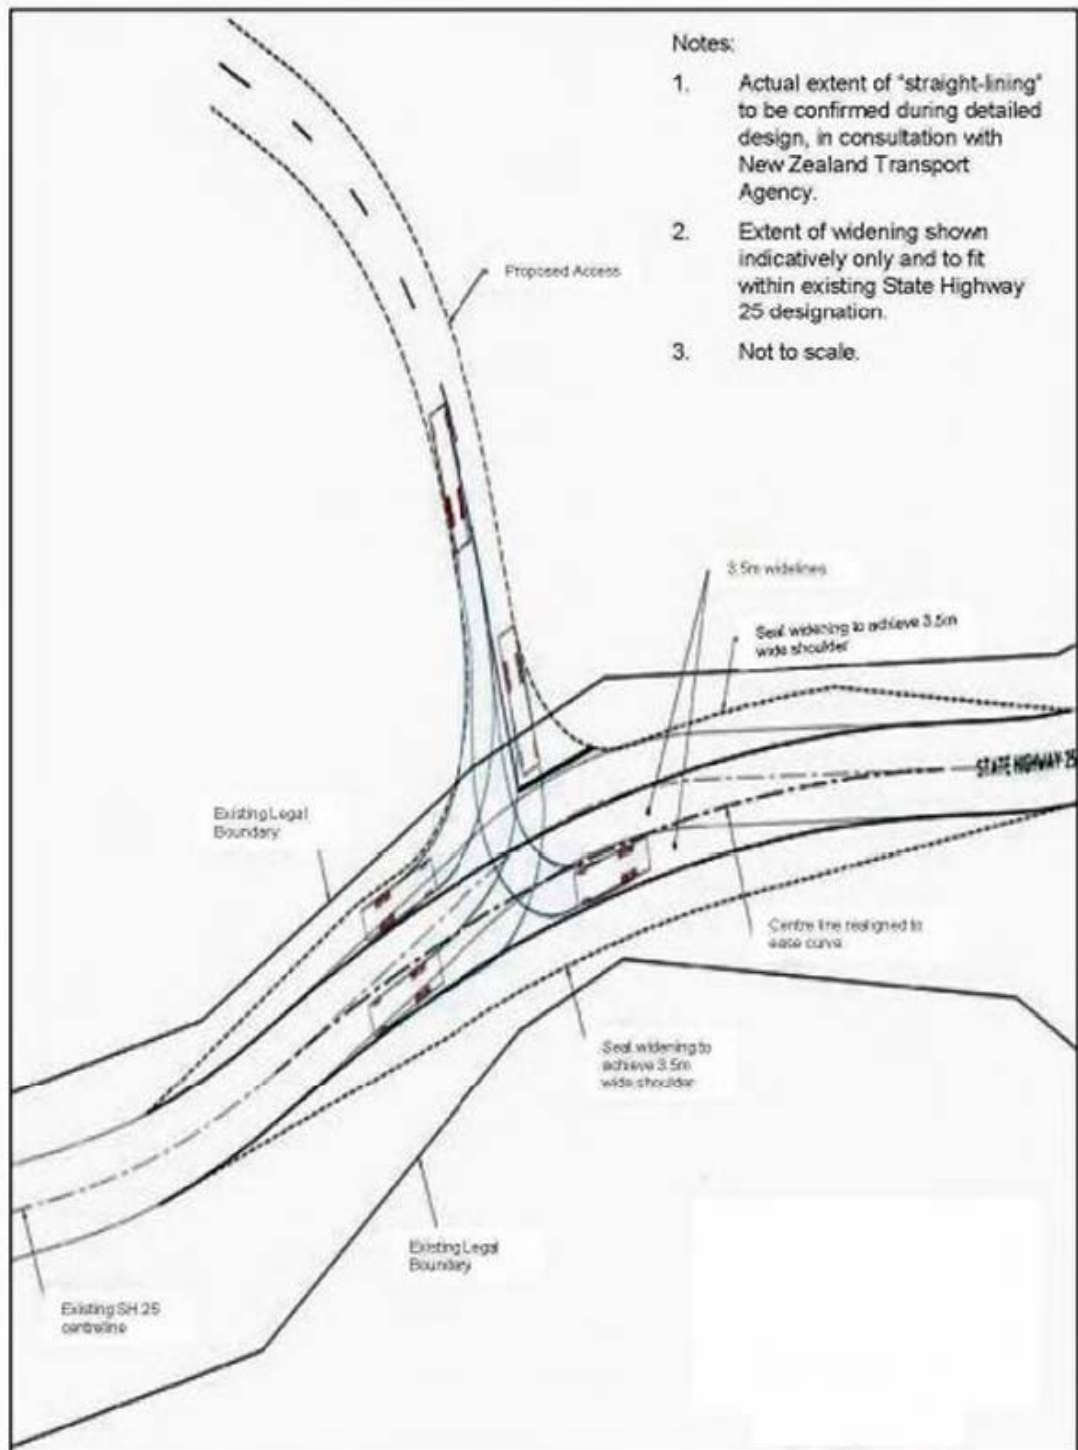 Notes:
1. Actual extent of "straight-lining"
to be confirmed during detailed
design, in consultation with
New Zealand Transport
Agency.
2. Extent of widening shown
indicatively only and to fit
within existing State Highway
25 designation.
3. Not to scale.
Proposed Access
3.5m widelines
Seal widening to achieve 3.5m
wide shoulder
STATE HIGHWAY 25
Existing Legal
Boundary
Centre line realigned to
ease curve
Seal widening to
achieve 3.5m
wide shoulder
Existing Legal
Boundary
Existing SH 25
centreline